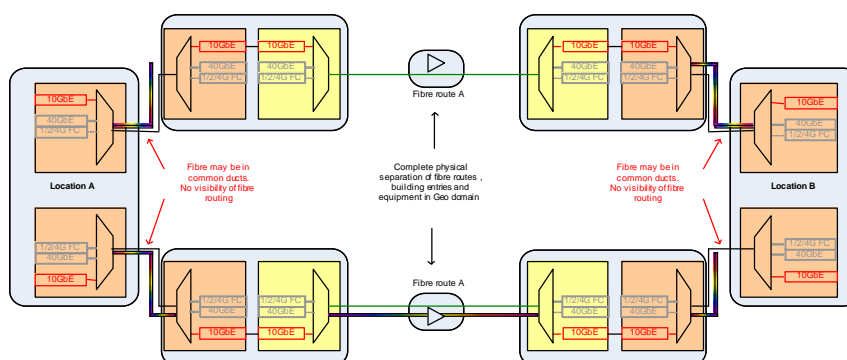 10GbE
10GbE
40GbE
40GbE
1/2/4G FC
1/2/4G FC
10GbE
10GbE
40GbE
40GbE
1/2/4G FC
1/2/4G FC
Fibre route A
10GbE
40GbE
1/2/4G FC
10GbE
40GbE
1/2/4G FC
Fibre may be in
common ducts.
No visibility of fibre
routing
Complete physical
separation of fibre routes ,
building entries and
equipment in Geo domain
Fibre may be in
common ducts.
No visibility of fibre
routing
Location A
Location B
1/2/4G FC
40GbE
10GbE
1/2/4G FC
40GbE
10GbE
Fibre route A
1/2/4G FC
1/2/4G FC
40GbE
40GbE
10GbE
10GbE
1/2/4G FC
1/2/4G FC
40GbE
40GbE
10GbE
10GbE